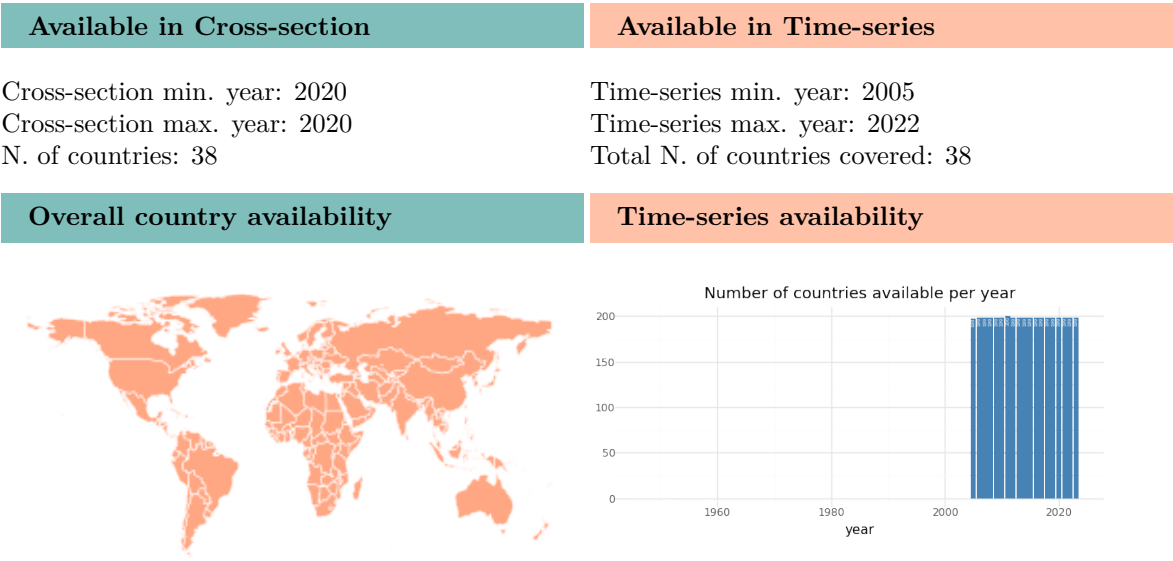 Available in Cross-section
Available in Time-series
Cross-section min. year: 2020
Cross-section max. year: 2020
N. of countries: 38
Time-series min. year: 2005
Time-series max. year: 2022
Total N. of countries covered: 38
Overall country availability
Time-series availability
Number of countries available per year
200
150
100
50
0
1960
1980
2000
2020
year